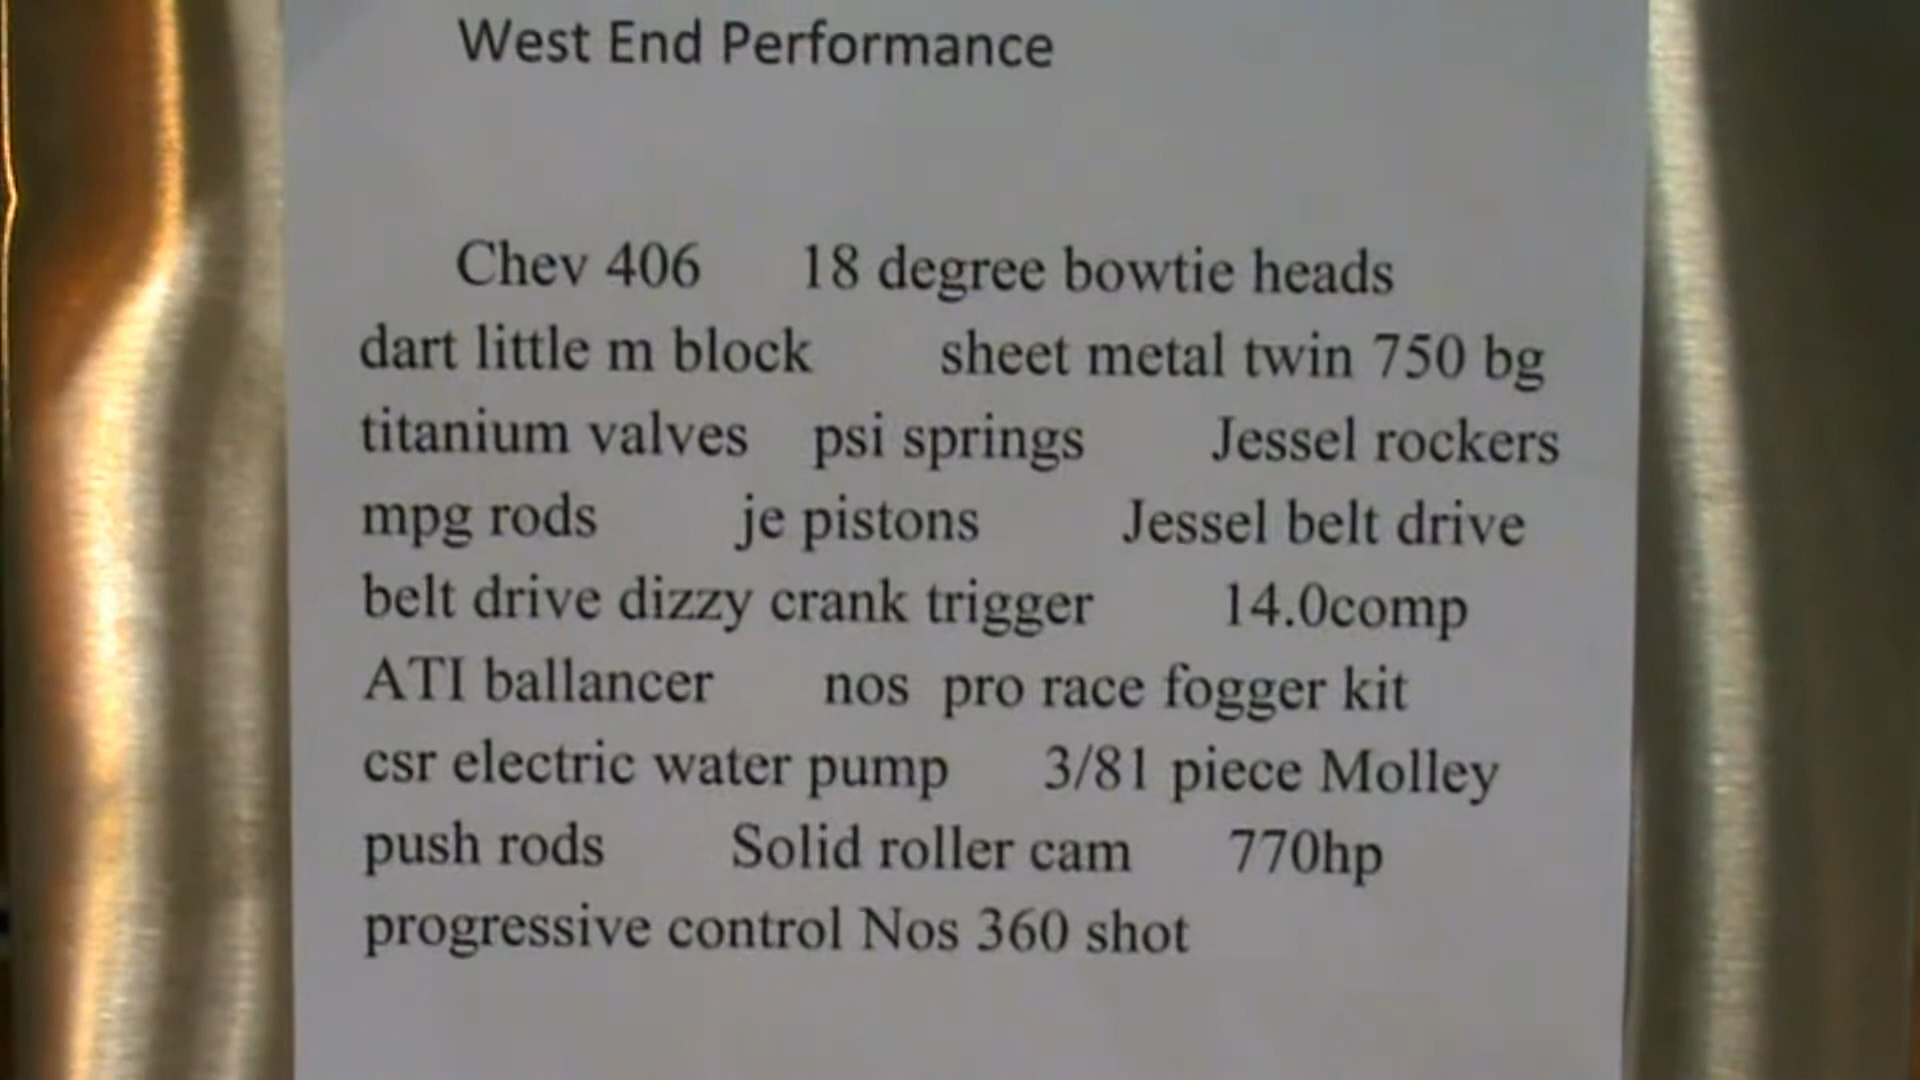 West End Performance
Chev 406 18 degree bowtie heads
dart little m block sheet metal twin 750 bg
titanium valves psi springs Jessel rockers
mpg rods je pistons Jessel belt drive
belt drive dizzy crank trigger 14.0comp
ATI ballancer nos pro race fogger kit
csr electric water pump 3/81 piece Molley
push rods Solid roller cam 770hp
progressive control Nos 360 shot